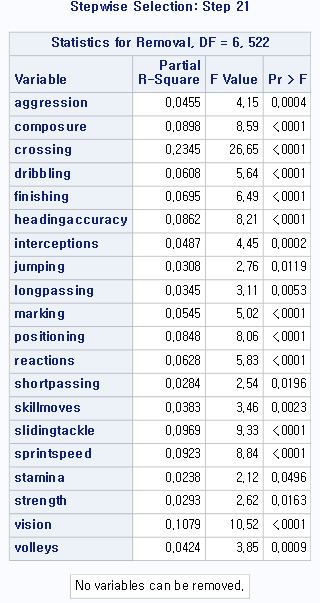 Stepwise Selection: Step 21
Statistics for Removal, DF = 6, 522
Variable Partial R-Square F Value Pr > F
aggression 0,0455 4,15 0,0004
composure 0,0898 8,59 <,0001
crossing 0,2345 26,65 <,0001
dribbling 0,0608 5,64 <,0001
finishing 0,0695 6,49 <,0001
headingaccuracy 0,0862 8,21 <,0001
interceptions 0,0487 4,45 0,0002
jumping 0,0308 2,76 0,0119
longpassing 0,0345 3,11 0,0053
marking 0,0545 5,02 <,0001
positioning 0,0848 8,06 <,0001
reactions 0,0628 5,83 <,0001
shortpassing 0,0284 2,54 0,0196
skillmoves 0,0383 3,46 0,0023
slidingtackle 0,0969 9,33 <,0001
sprintspeed 0,0923 8,84 <,0001
stamina 0,0238 2,12 0,0496
strength 0,0293 2,62 0,0163
vision 0,1079 10,52 <,0001
volleys 0,0424 3,85 0,0009
No variables can be removed,